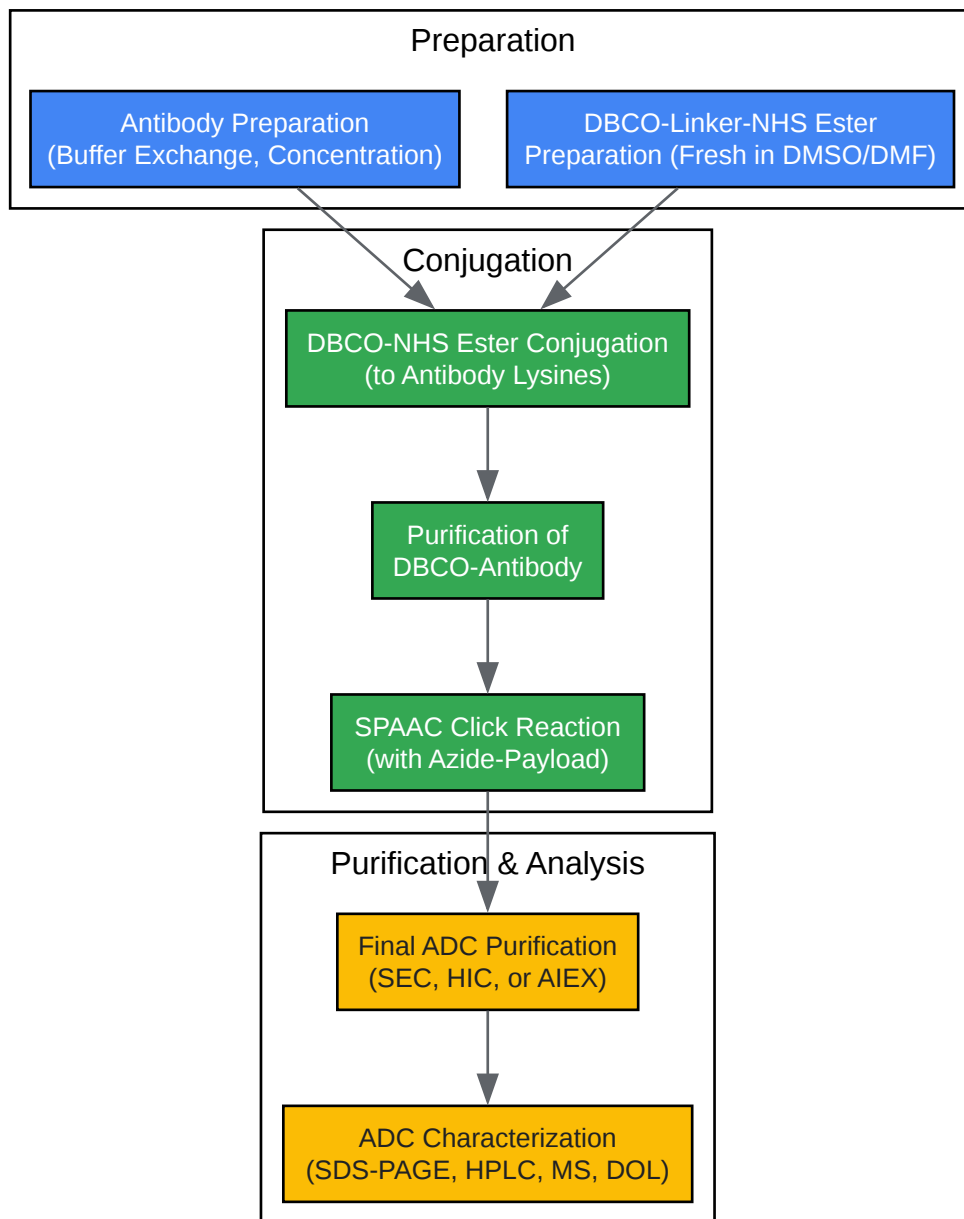 Preparation
Antibody Preparation
(Buffer Exchange, Concentration)
DBCO-Linker-NHS Ester
Preparation (Fresh in DMSO/DMF)
Conjugation
DBCO-NHS Ester Conjugation
(to Antibody Lysines)
Purification of
DBCO-Antibody
SPAAC Click Reaction
(with Azide-Payload)
Purification & Analysis
Final ADC Purification
(SEC, HIC, or AIEX)
ADC Characterization
(SDS-PAGE, HPLC, MS, DOL)